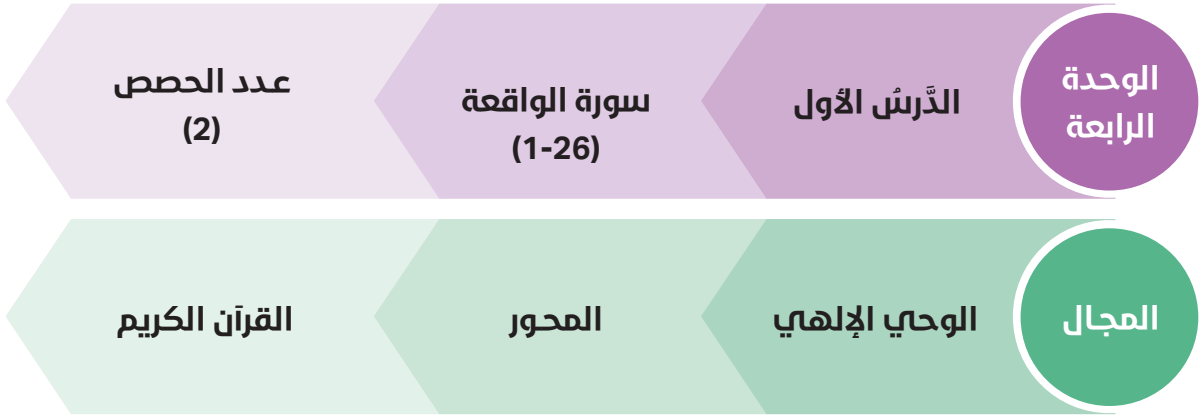 الوحدة
الرابعة
الدَّرسُ الأول
سورة الواقعة
(1-26)
عدد الحصص
(2)
المجال
الوحي الإلهي
المحور
القرآن الكريم